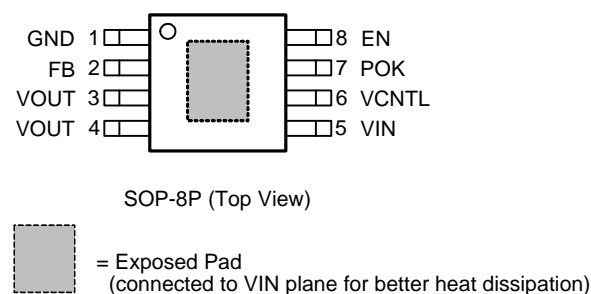 GND 1 8 EN
FB 2 7 POK
VOUT 3 6 VCNTL
VOUT 4 5 VIN
SOP-8P (Top View)
= Exposed Pad
(connected to VIN plane for better heat dissipation)